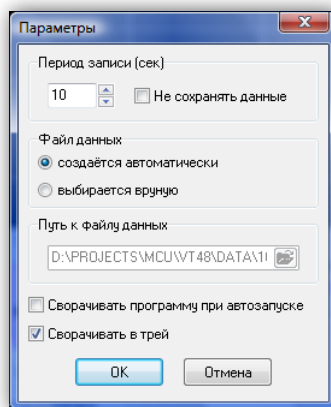 Параметры
Период записи (сек)
10
Не сохранять данные
Файл данных
создаётся автоматически
выбирается вруную
Путь к файлу данных
D:\PROJECTS\MCU\VT48\DATA\1(
Сворачивать программу при автозапуске
Сворачивать в трей
OK
Отмена